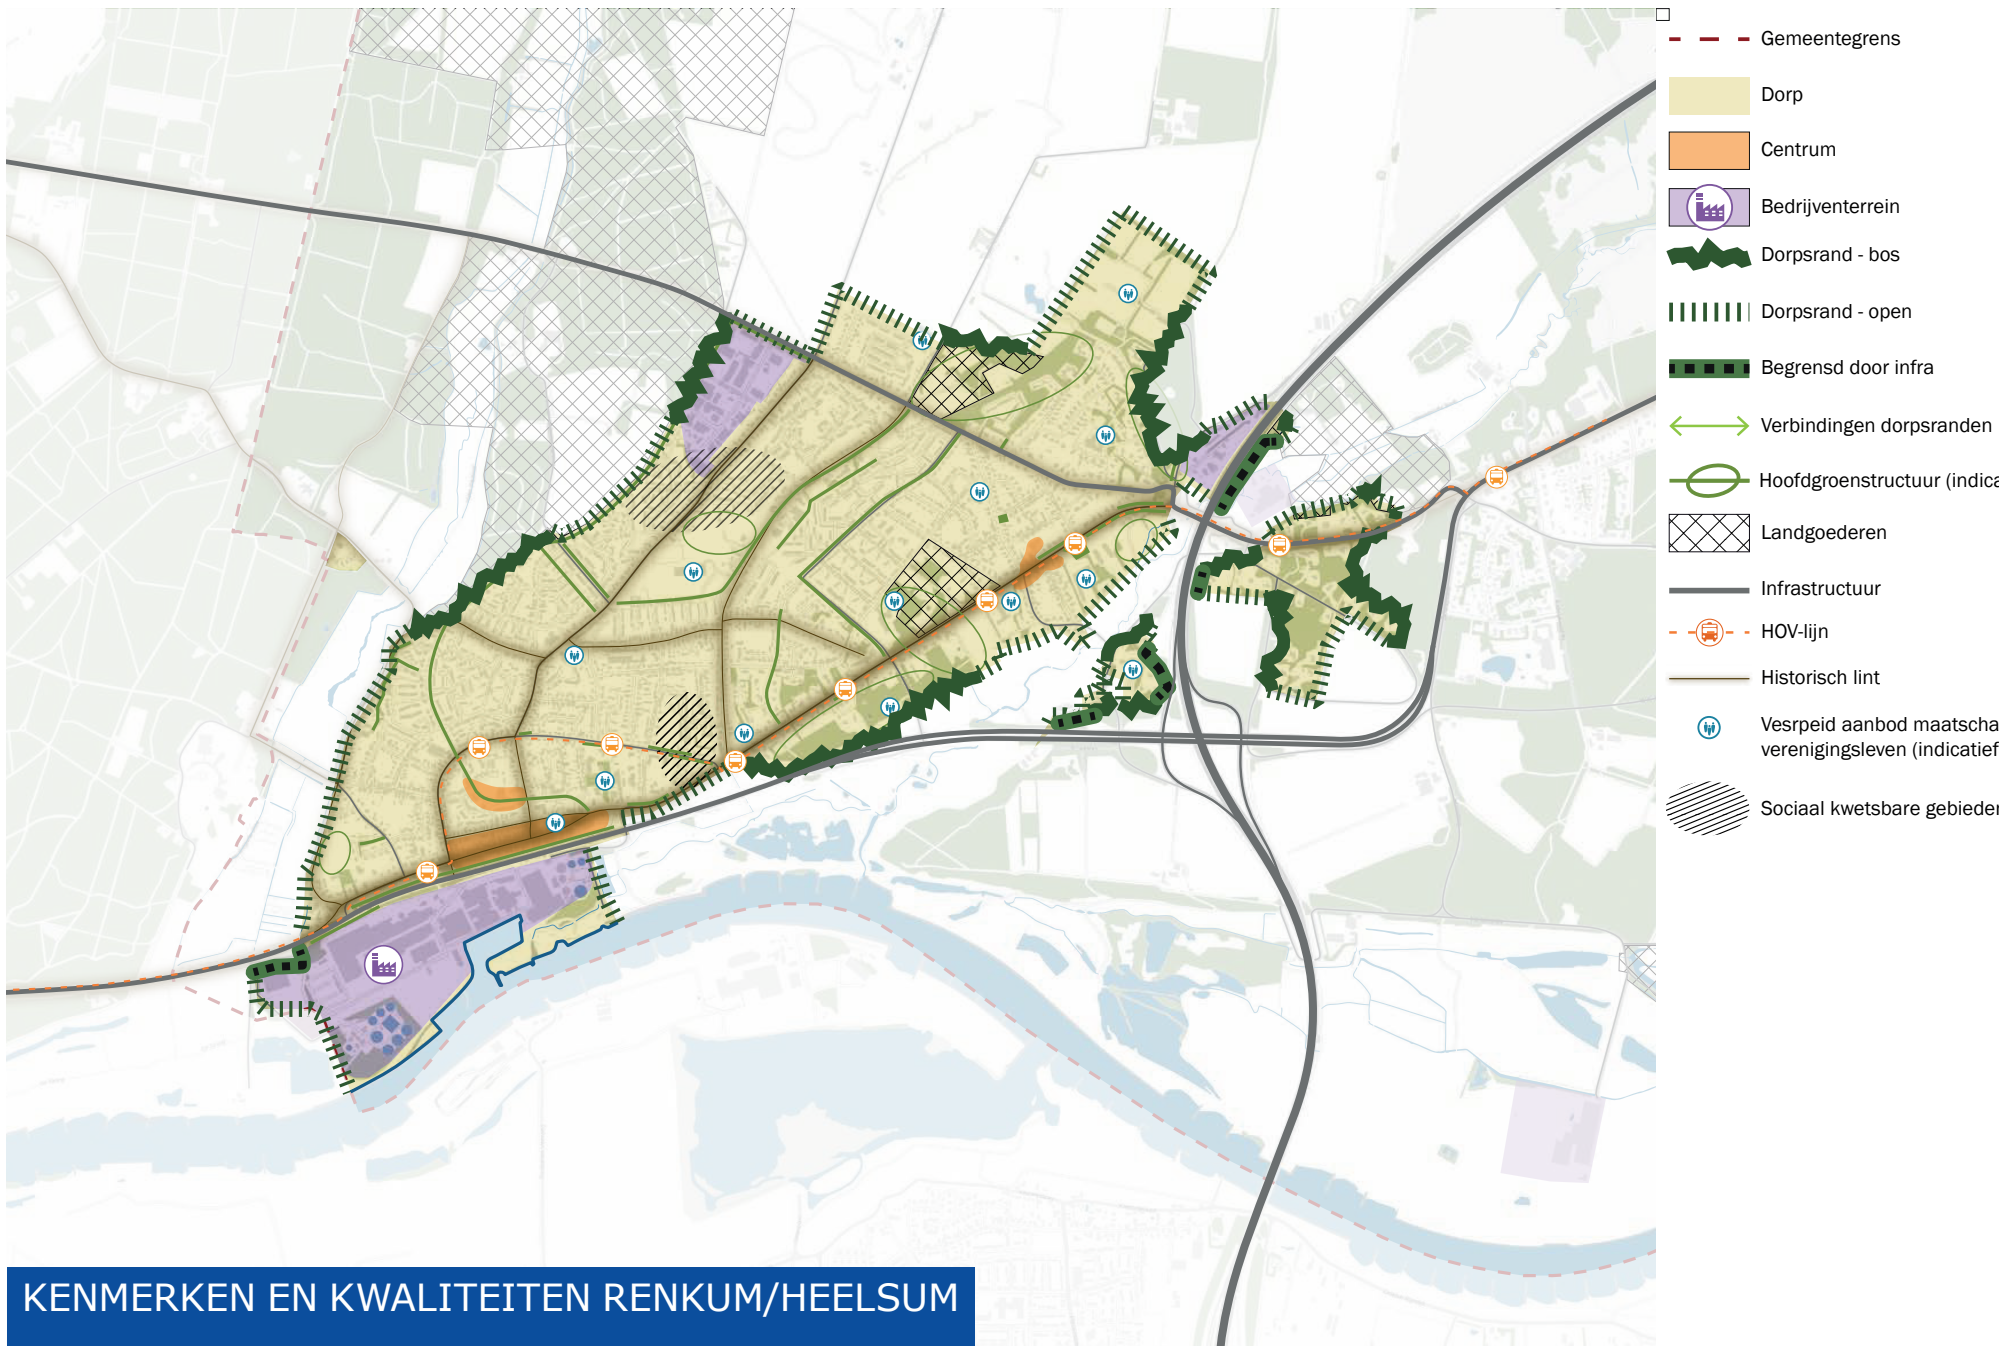 Gemeentegrens
Dorp
Centrum
Bedrijventerrein
Dorpsrand - bos
Dorpsrand - open
Begrensd door infra
Verbindingen dorpsranden
Hoofdgroenstructuur (indica
Landgoederen
Infrastructuur
HOV-lijn
Historisch lint
Vesrpeid aanbod maatscha
verenigingsleven (indicatief
Sociaal kwetsbare gebieden
KENMERKEN EN KWALITEITEN RENKUM/HEELSUM